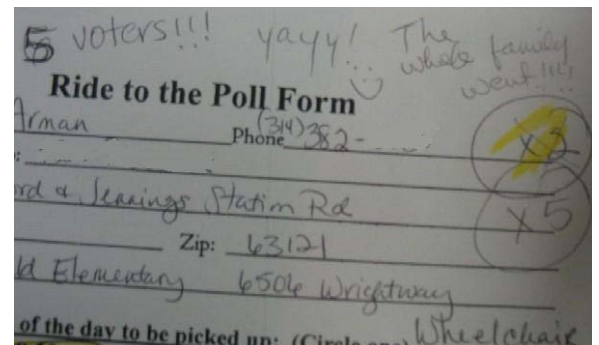 5 voters!!! yayy! The whole family went!!!!
Ride to the Poll Form
Arman Phone (314) 382-
x3
rd & Jennings Station Rd
x5
Zip: 63121
ld Elementary 6506 Wrightway
of the day to be picked up: (Circle one) Wheelchair